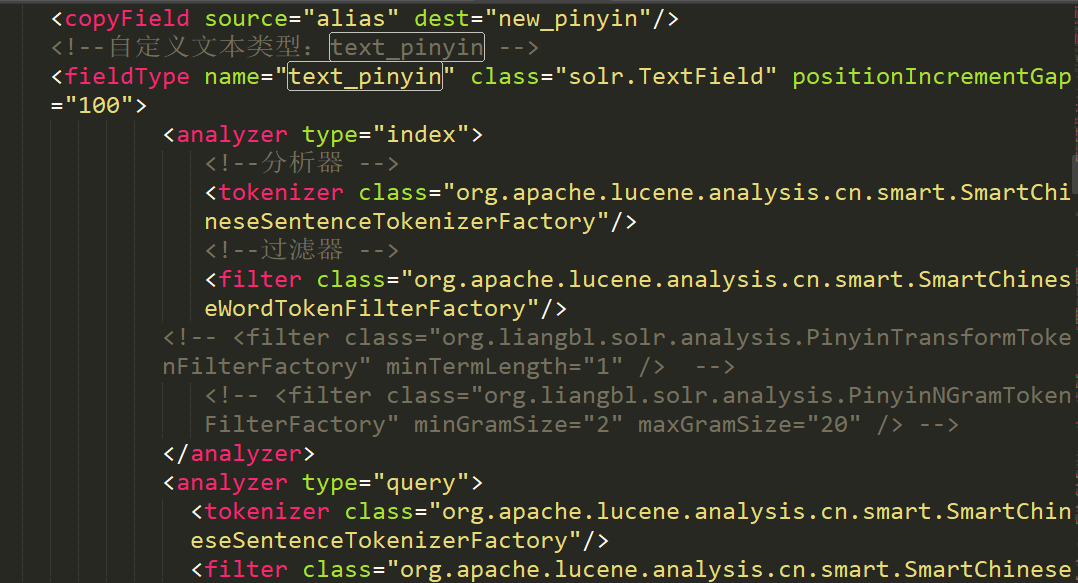 <copyField source="alias" dest="new_pinyin"/>
<!--自定义文本类型：text_pinyin -->
<fieldType name="text_pinyin" class="solr.TextField" positionIncrementGap
="100">
<analyzer type="index">
<!--分析器 -->
<tokenizer class="org.apache.lucene.analysis.cn.smart.SmartChi
neseSentenceTokenizerFactory"/>
<!--过滤器 -->
<filter class="org.apache.lucene.analysis.cn.smart.SmartChines
eWordTokenFilterFactory"/>
<!-- <filter class="org.liangbl.solr.analysis.PinyinTransformToke
nFilterFactory" minTermLength="1" />  -->
<!-- <filter class="org.liangbl.solr.analysis.PinyinNGramToken
FilterFactory" minGramSize="2" maxGramSize="20" /> -->
</analyzer>
<analyzer type="query">
<tokenizer class="org.apache.lucene.analysis.cn.smart.SmartChin
eseSentenceTokenizerFactory"/>
<filter class="org.apache.lucene.analysis.cn.smart.SmartChinese